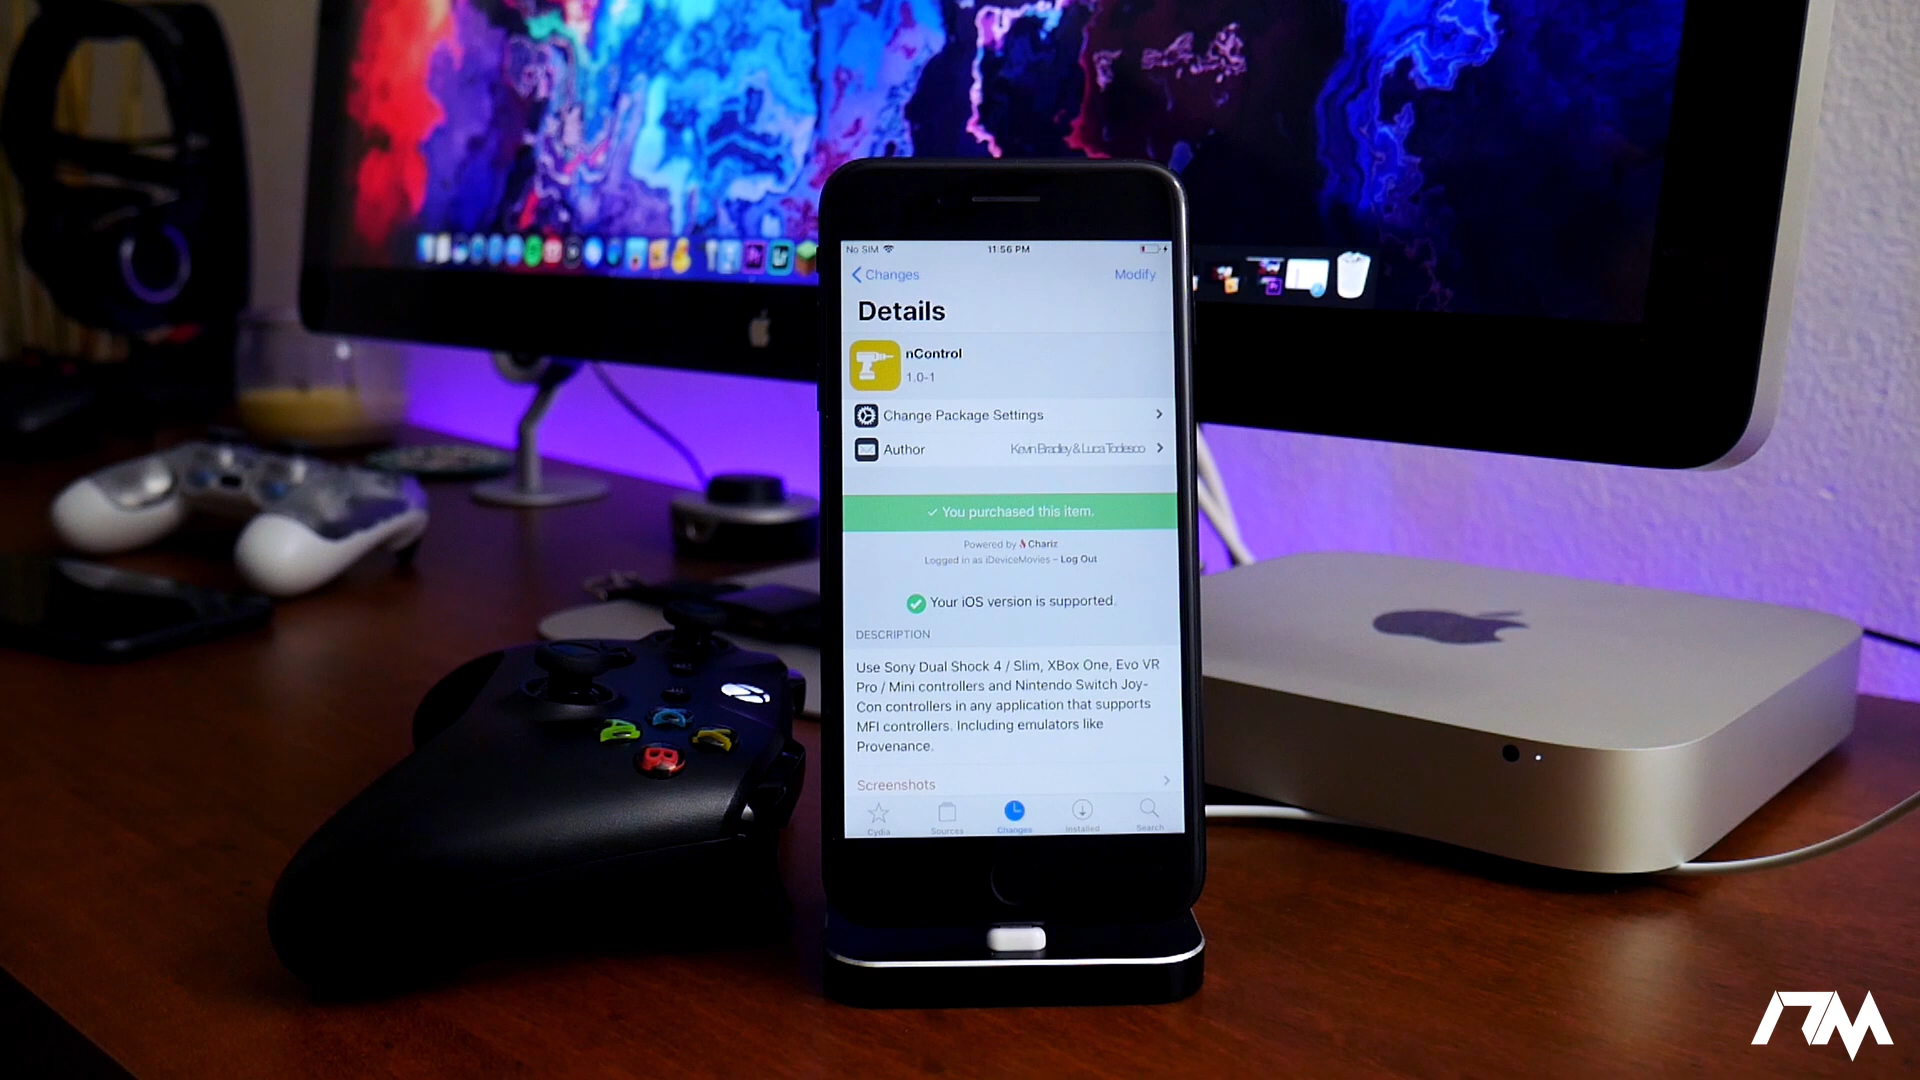 No SIM 11:56 PM
Changes Modify
Details
nControl
1.0-1
Change Package Settings
Author Kevin Bradley & Luca Todesco
✓ You purchased this item.
Powered by Chariz
Logged in as iDeviceMovies – Log Out
Your iOS version is supported.
DESCRIPTION
Use Sony Dual Shock 4 / Slim, XBox One, Evo VR
Pro / Mini controllers and Nintendo Switch Joy-
Con controllers in any application that supports
MFI controllers. Including emulators like
Provenance.
Screenshots
Cydia Sources Changes Installed Search
A X Y B